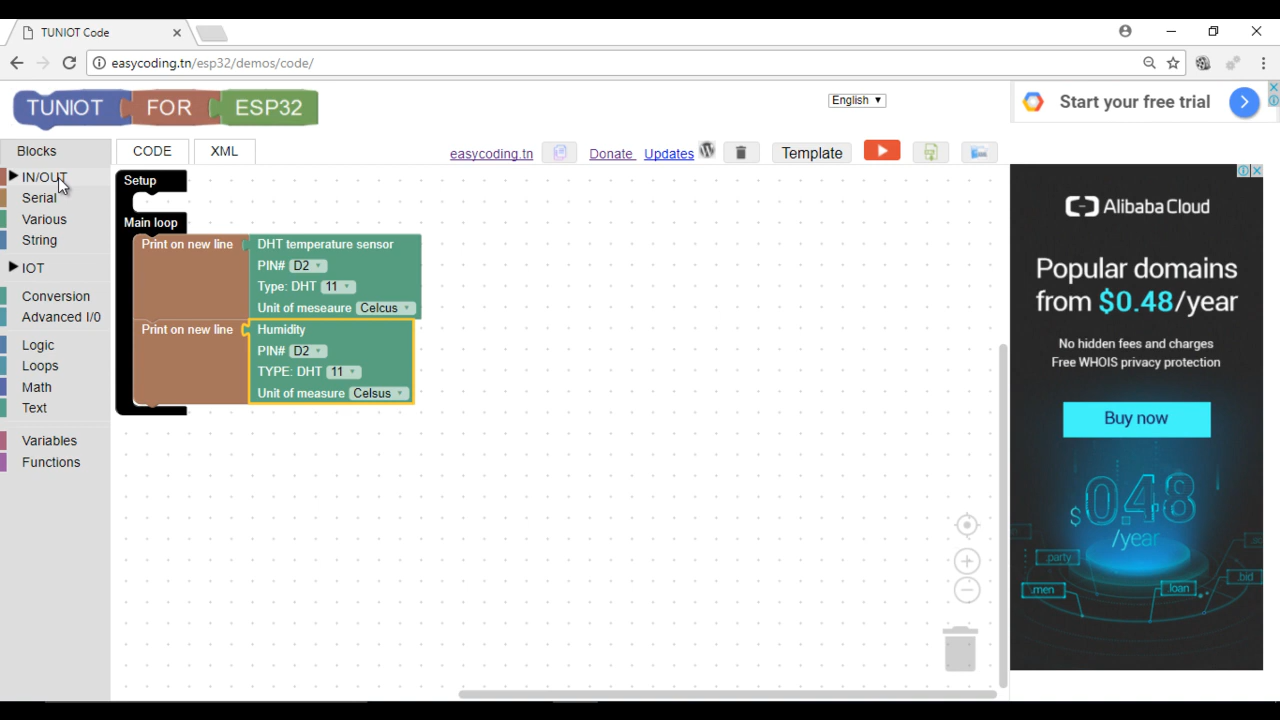 TUNIOT Code
easycoding.tn/esp32/demos/code/
TUNIOT FOR ESP32
English
Start your free trial
Blocks
CODE
XML
easycoding.tn
Donate
Updates
Template
IN/OUT
Serial
Various
String
IOT
Conversion
Advanced I/0
Logic
Loops
Math
Text
Variables
Functions
Setup
Main loop
Print on new line
DHT temperature sensor
PIN# D2
Type: DHT 11
Unit of meseaure Celcus
Print on new line
Humidity
PIN# D2
TYPE: DHT 11
Unit of measure Celsus
Alibaba Cloud
Popular domains
from $0.48/year
No hidden fees and charges
Free WHOIS privacy protection
Buy now
$0.48
/year
.party
.bid
.men
.loan